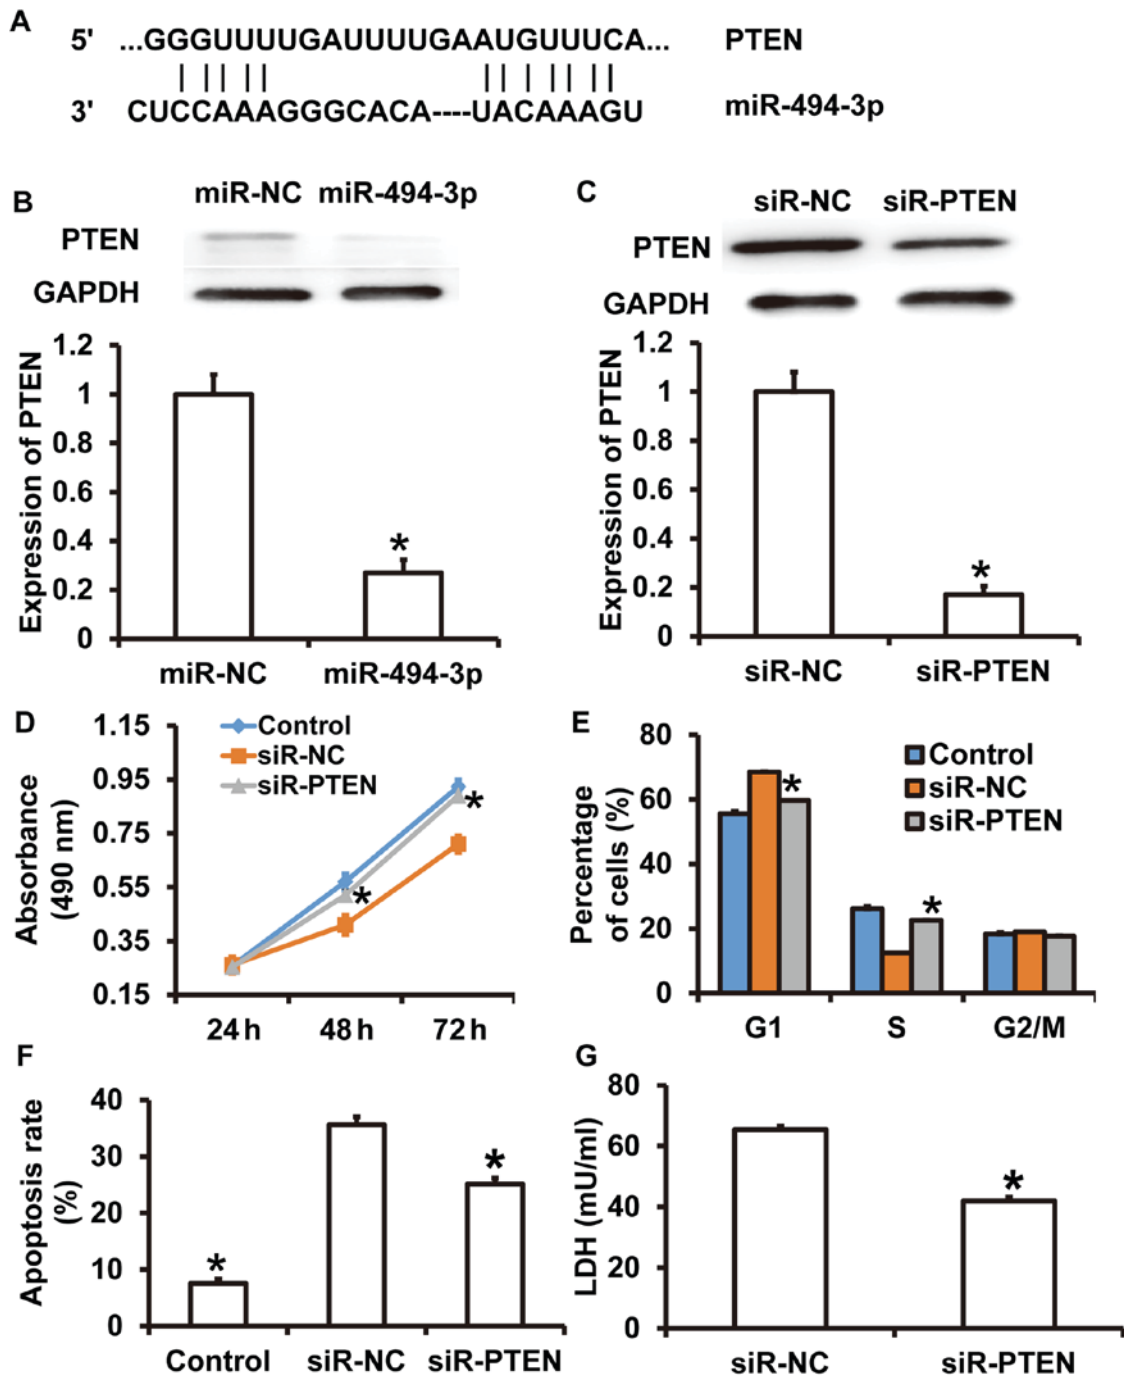 A
5' ...GGGUUUUGAUUUUGAAUGUUUCA... PTEN
3' CUCCAAAGGGCACA----UACAAAGU miR-494-3p
B
miR-NC miR-494-3p
PTEN
GAPDH
Expression of PTEN
1.2
1
0.8
0.6
0.4
0.2
0
*
miR-NC miR-494-3p
C
siR-NC siR-PTEN
PTEN
GAPDH
Expression of PTEN
1.2
1
0.8
0.6
0.4
0.2
0
*
siR-NC siR-PTEN
D
Absorbance
(490 nm)
1.15
0.95
0.75
0.55
0.35
0.15
Control
siR-NC
siR-PTEN
*
*
24 h 48 h 72 h
E
Percentage
of cells (%)
80
60
40
20
0
Control
siR-NC
siR-PTEN
*
*
G1 S G2/M
F
Apoptosis rate
(%)
40
30
20
10
0
*
*
Control siR-NC siR-PTEN
G
LDH (mU/ml)
80
60
40
20
0
*
siR-NC siR-PTEN